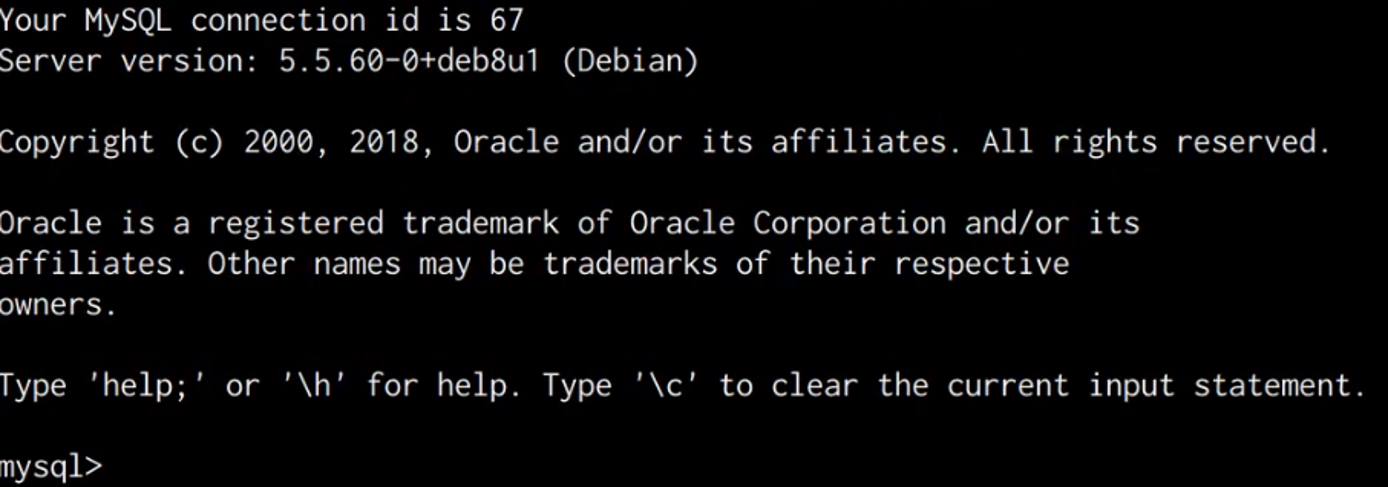 Your MySQL connection id is 67
Server version: 5.5.60-0+deb8u1 (Debian)
Copyright (c) 2000, 2018, Oracle and/or its affiliates. All rights reserved.
Oracle is a registered trademark of Oracle Corporation and/or its
affiliates. Other names may be trademarks of their respective
owners.
Type 'help;' or '\h' for help. Type '\c' to clear the current input statement.
mysql>